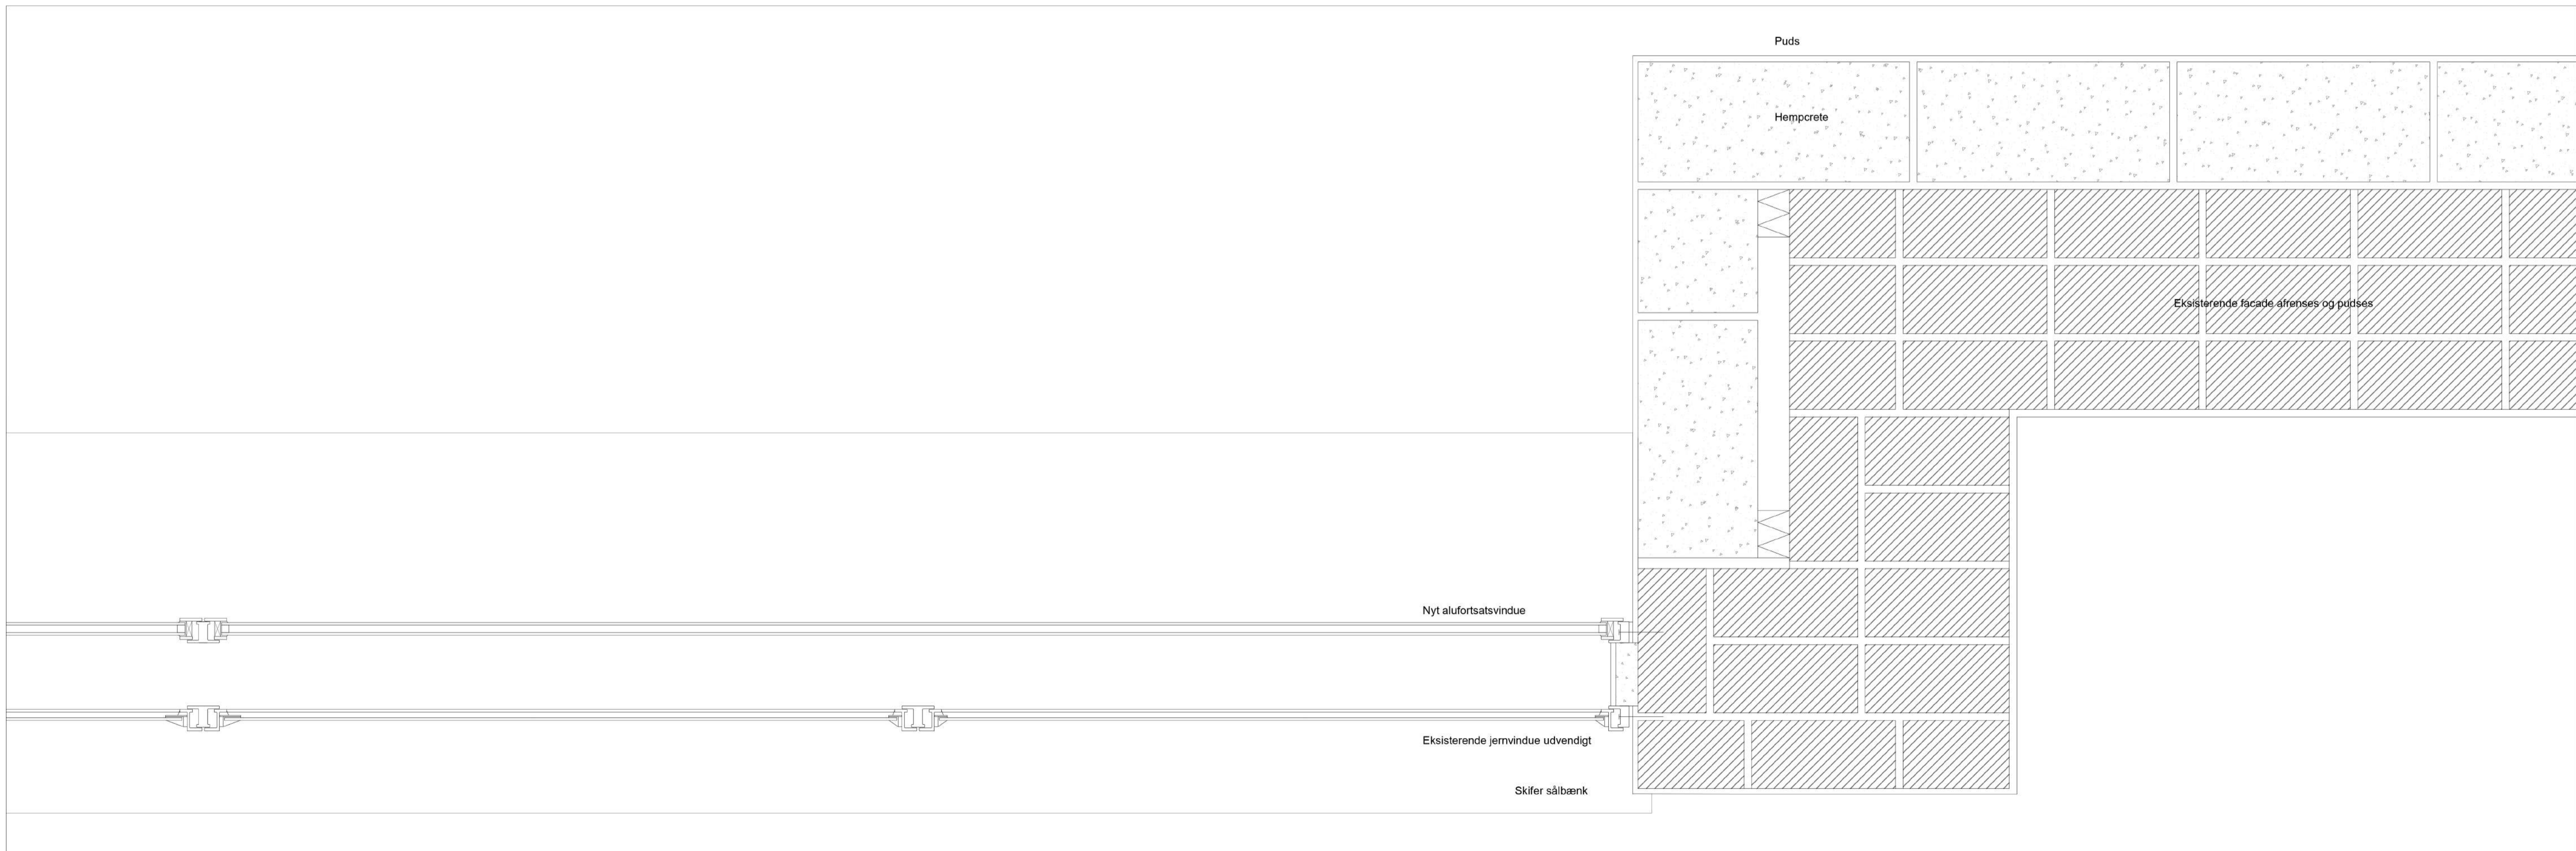 Puds
Hempcrete
Eksisterende facade afrenses og pudses
Nyt alufortsatsvindue
Eksisterende jernvindue udvendigt
Skifer sålbænk